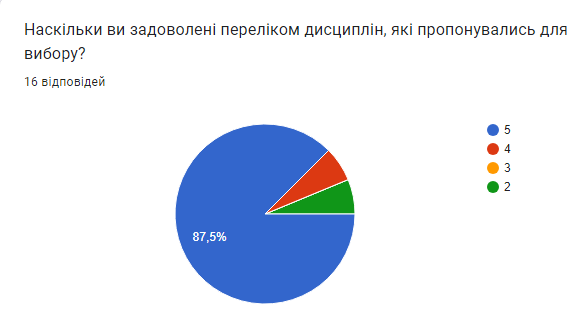 Наскільки ви задоволені переліком дисциплін, які пропонувались для
вибору?
16 відповідей
5
4
3
2
87,5%